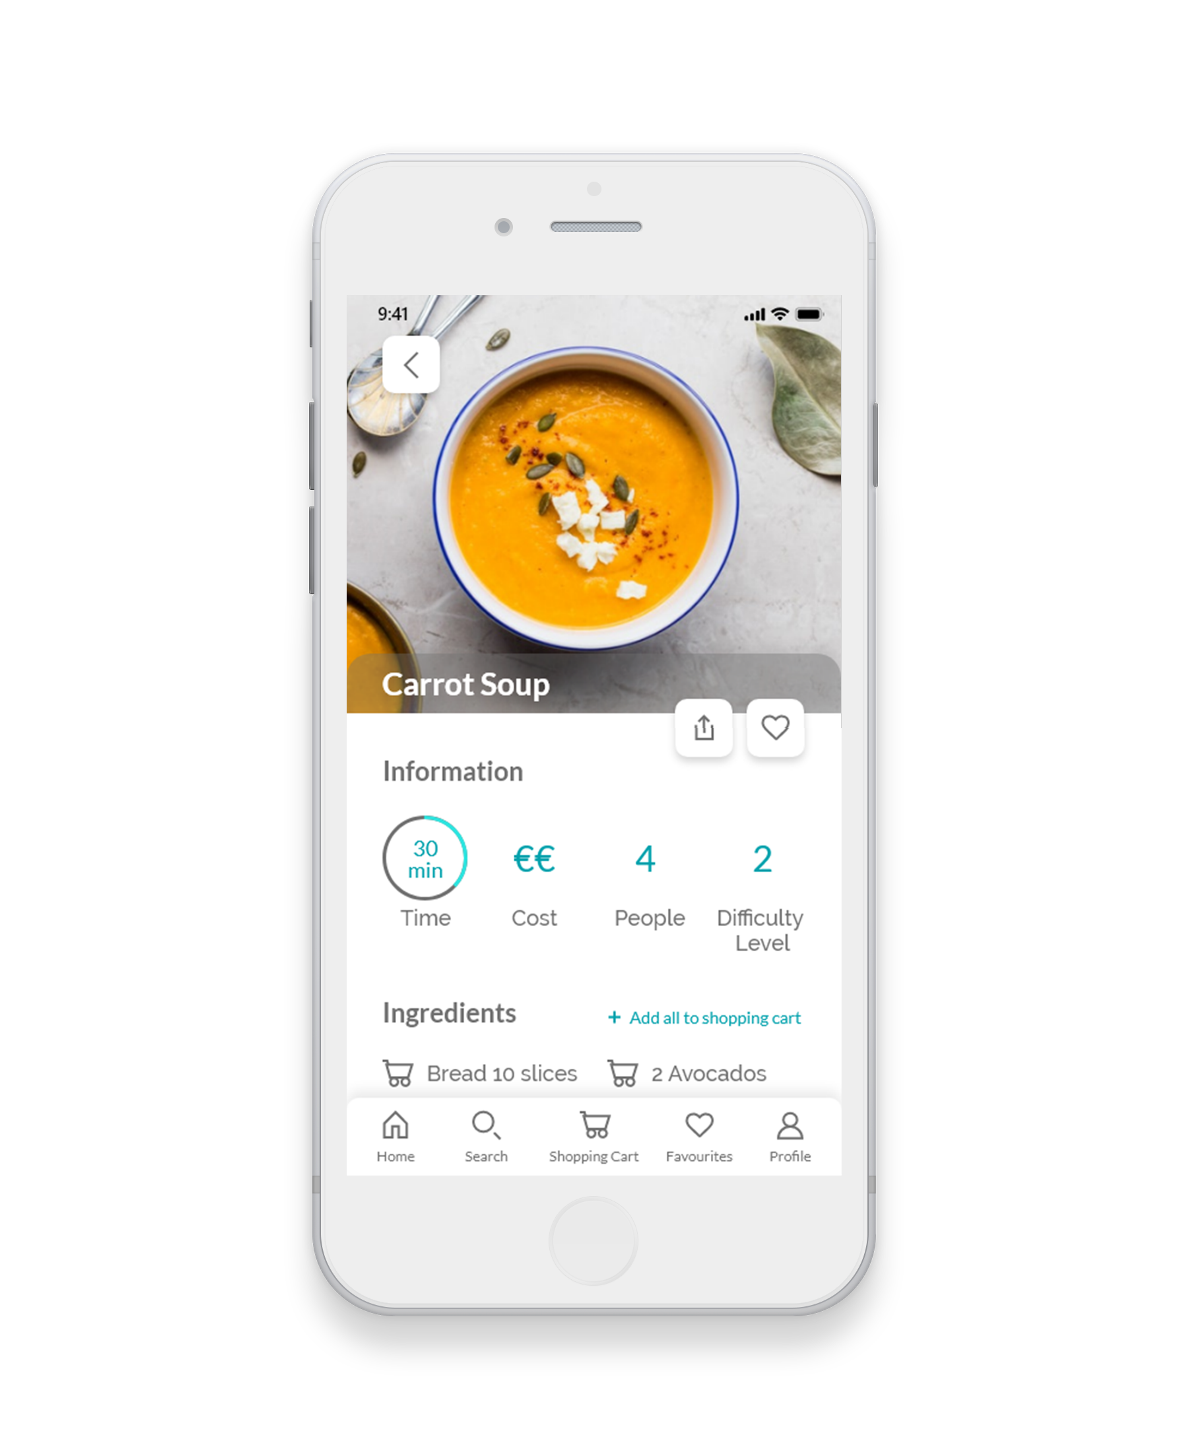 9:41
Carrot Soup
Information
30
min
€€
4
2
Time
Cost
People
Difficulty
Level
Ingredients
+ Add all to shopping cart
Bread 10 slices
2 Avocados
Home
Search
Shopping Cart
Favourites
Profile